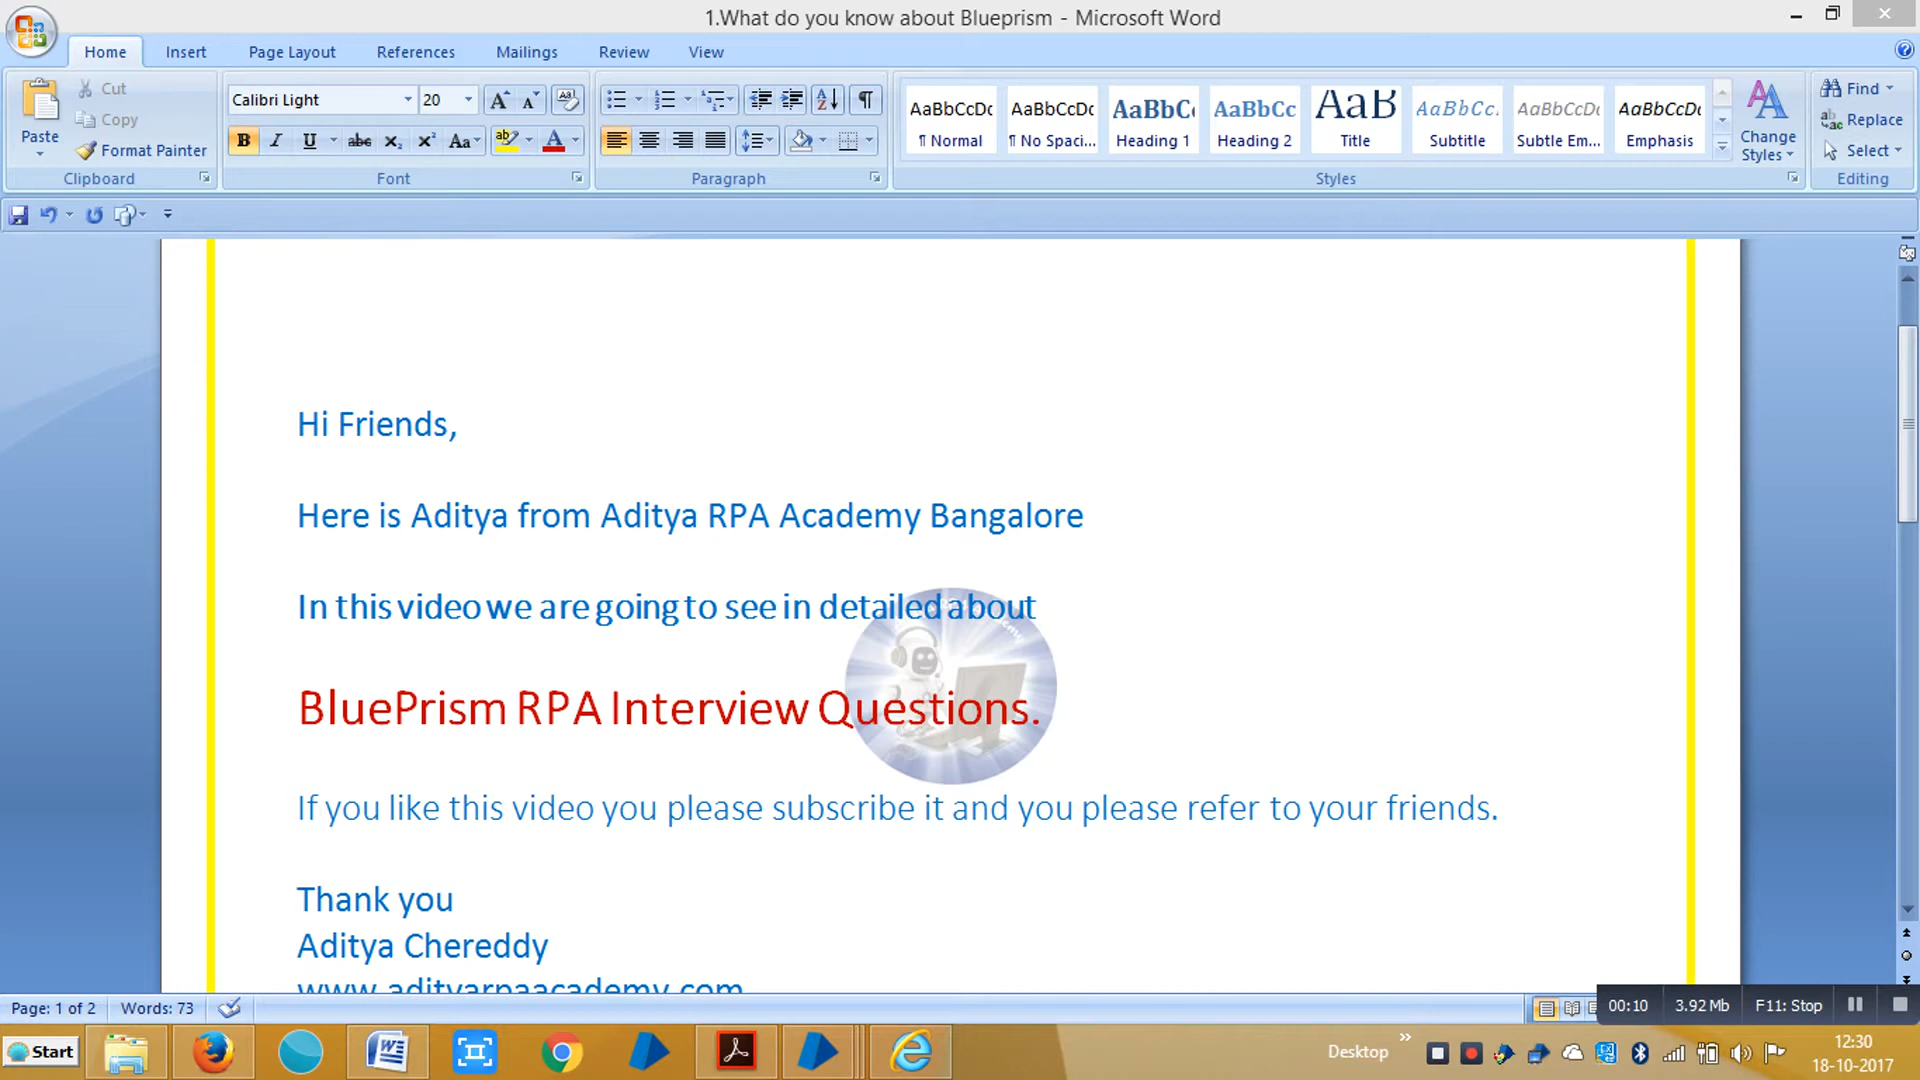 1.What do you know about Blueprism - Microsoft Word
Home Insert Page Layout References Mailings Review View
Paste
Cut
Copy
Format Painter
Clipboard
Calibri Light 20
Font
Paragraph
AaBbCcDc AaBbCcDc AaBbC AaBbCc AaB AaBbCc. AaBbCcDc AaBbCcDc
¶ Normal ¶ No Spaci... Heading 1 Heading 2 Title Subtitle Subtle Em... Emphasis
Styles
Change Styles
Find
Replace
Select
Editing
Hi Friends,
Here is Aditya from Aditya RPA Academy Bangalore
In this video we are going to see in detailed about
BluePrism RPA Interview Questions.
If you like this video you please subscribe it and you please refer to your friends.
Thank you
Aditya Chereddy
www.adityarpaacademy.com
Page: 1 of 2 Words: 73
00:10 3.92 Mb F11: Stop
Start
Desktop
12:30
18-10-2017